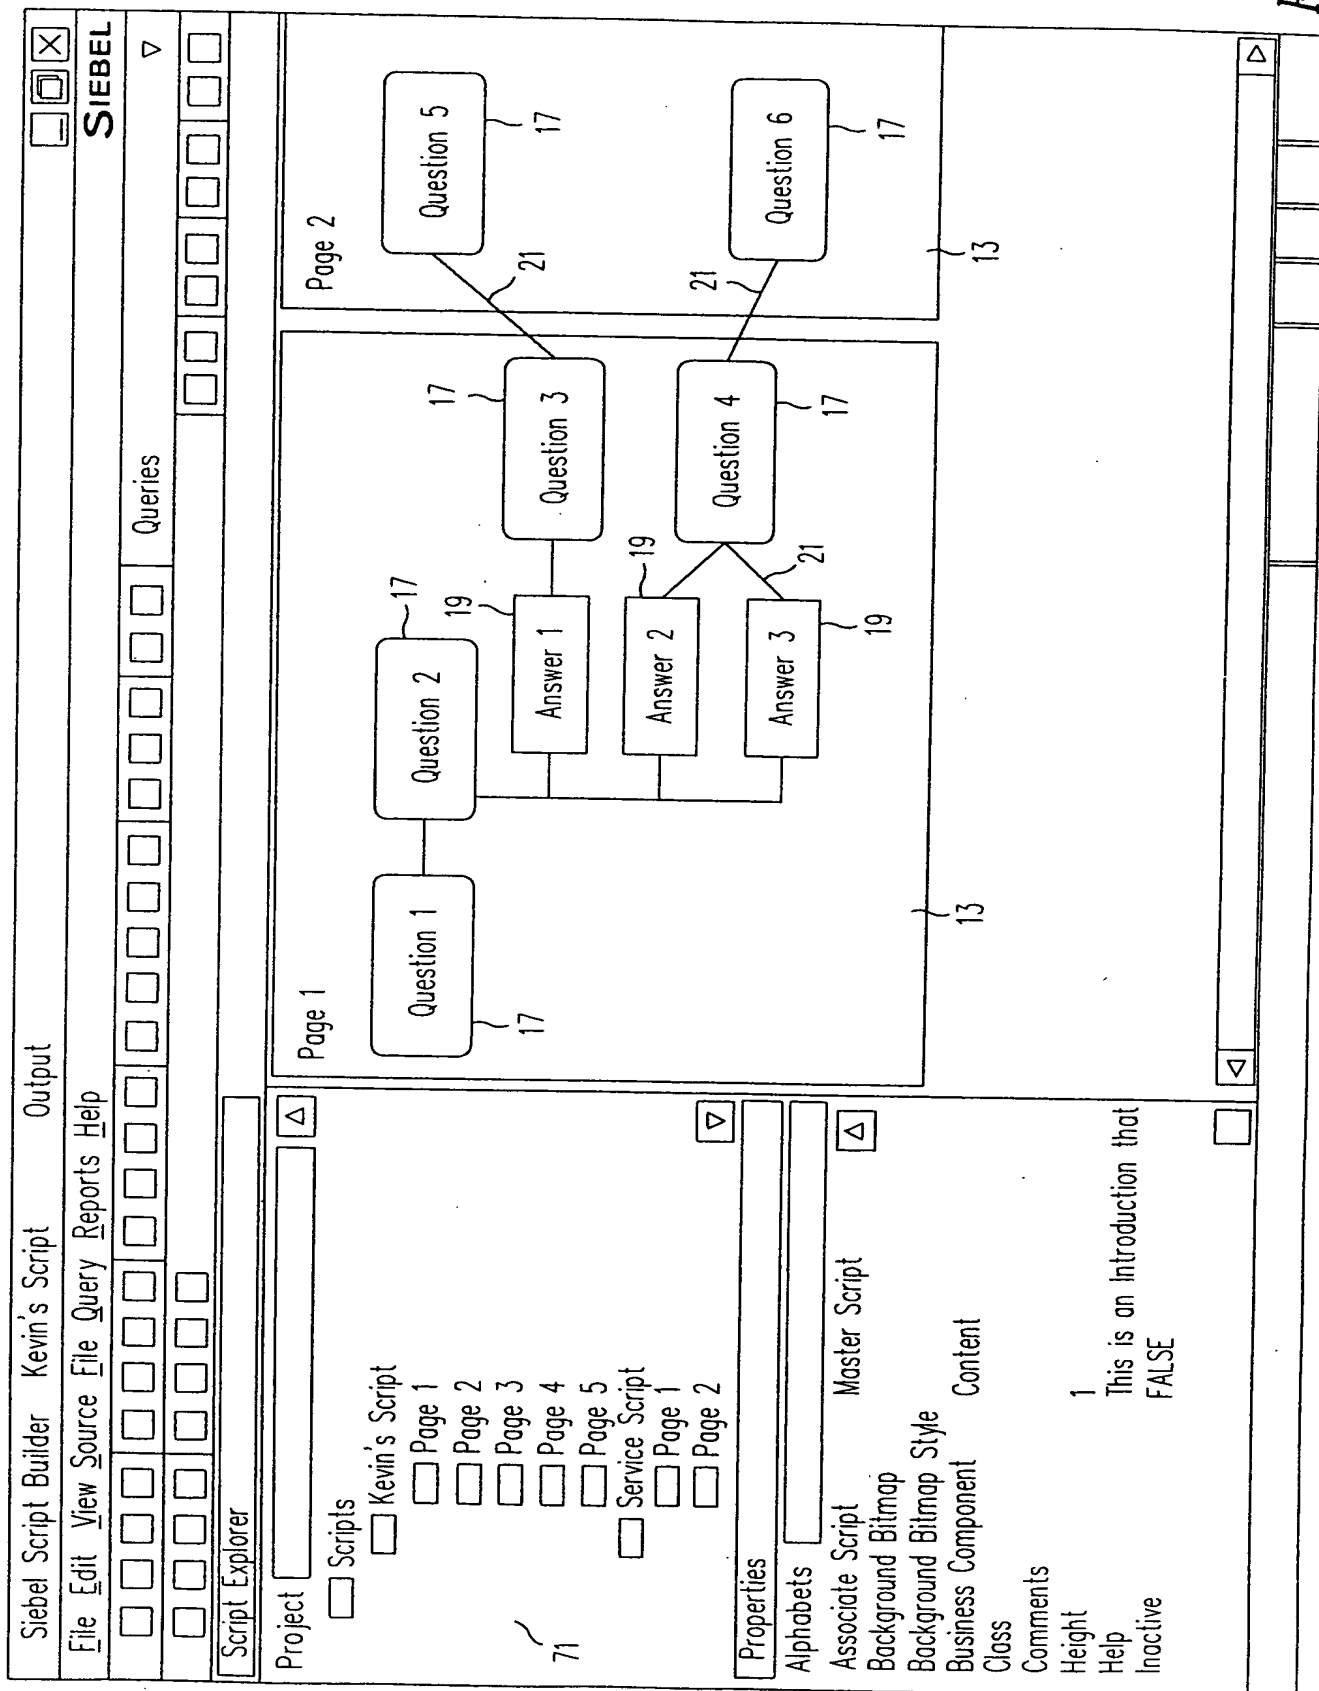 Siebel Script Builder Kevin's Script Output
File Edit View Source File Query Reports Help
SIEBEL
Queries
Script Explorer
Project
Scripts
Kevin's Script
Page 1
Page 2
Page 3
Page 4
Page 5
Service Script
Page 1
Page 2
71
Properties
Alphabets
Associate Script Master Script
Background Bitmap
Background Bitmap Style
Business Component Content
Class
Comments
Height 1
Help This is an Introduction that
Inactive FALSE
Page 1
Question 1
17
Question 2
17
Answer 1
19
Answer 2
19
Answer 3
19
21
Question 3
17
Question 4
17
13
Page 2
Question 5
17
21
Question 6
17
21
13